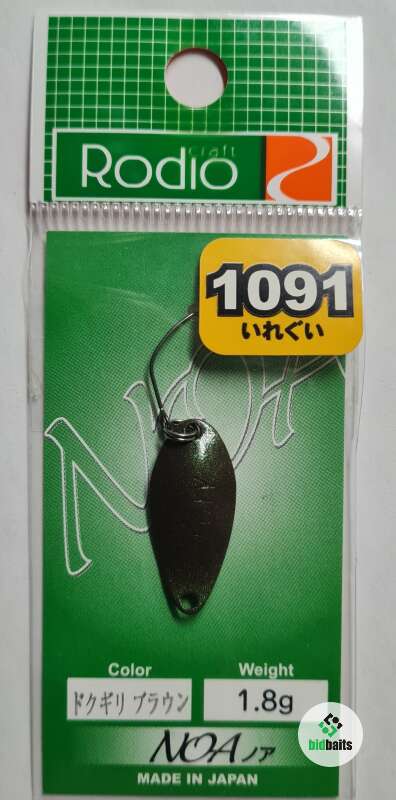 craft
Rodio
1091
いれぐい
NOA
Color
Weight
ドクギリ ブラウン
1.8g
NOA ノア
MADE IN JAPAN
bidbaits